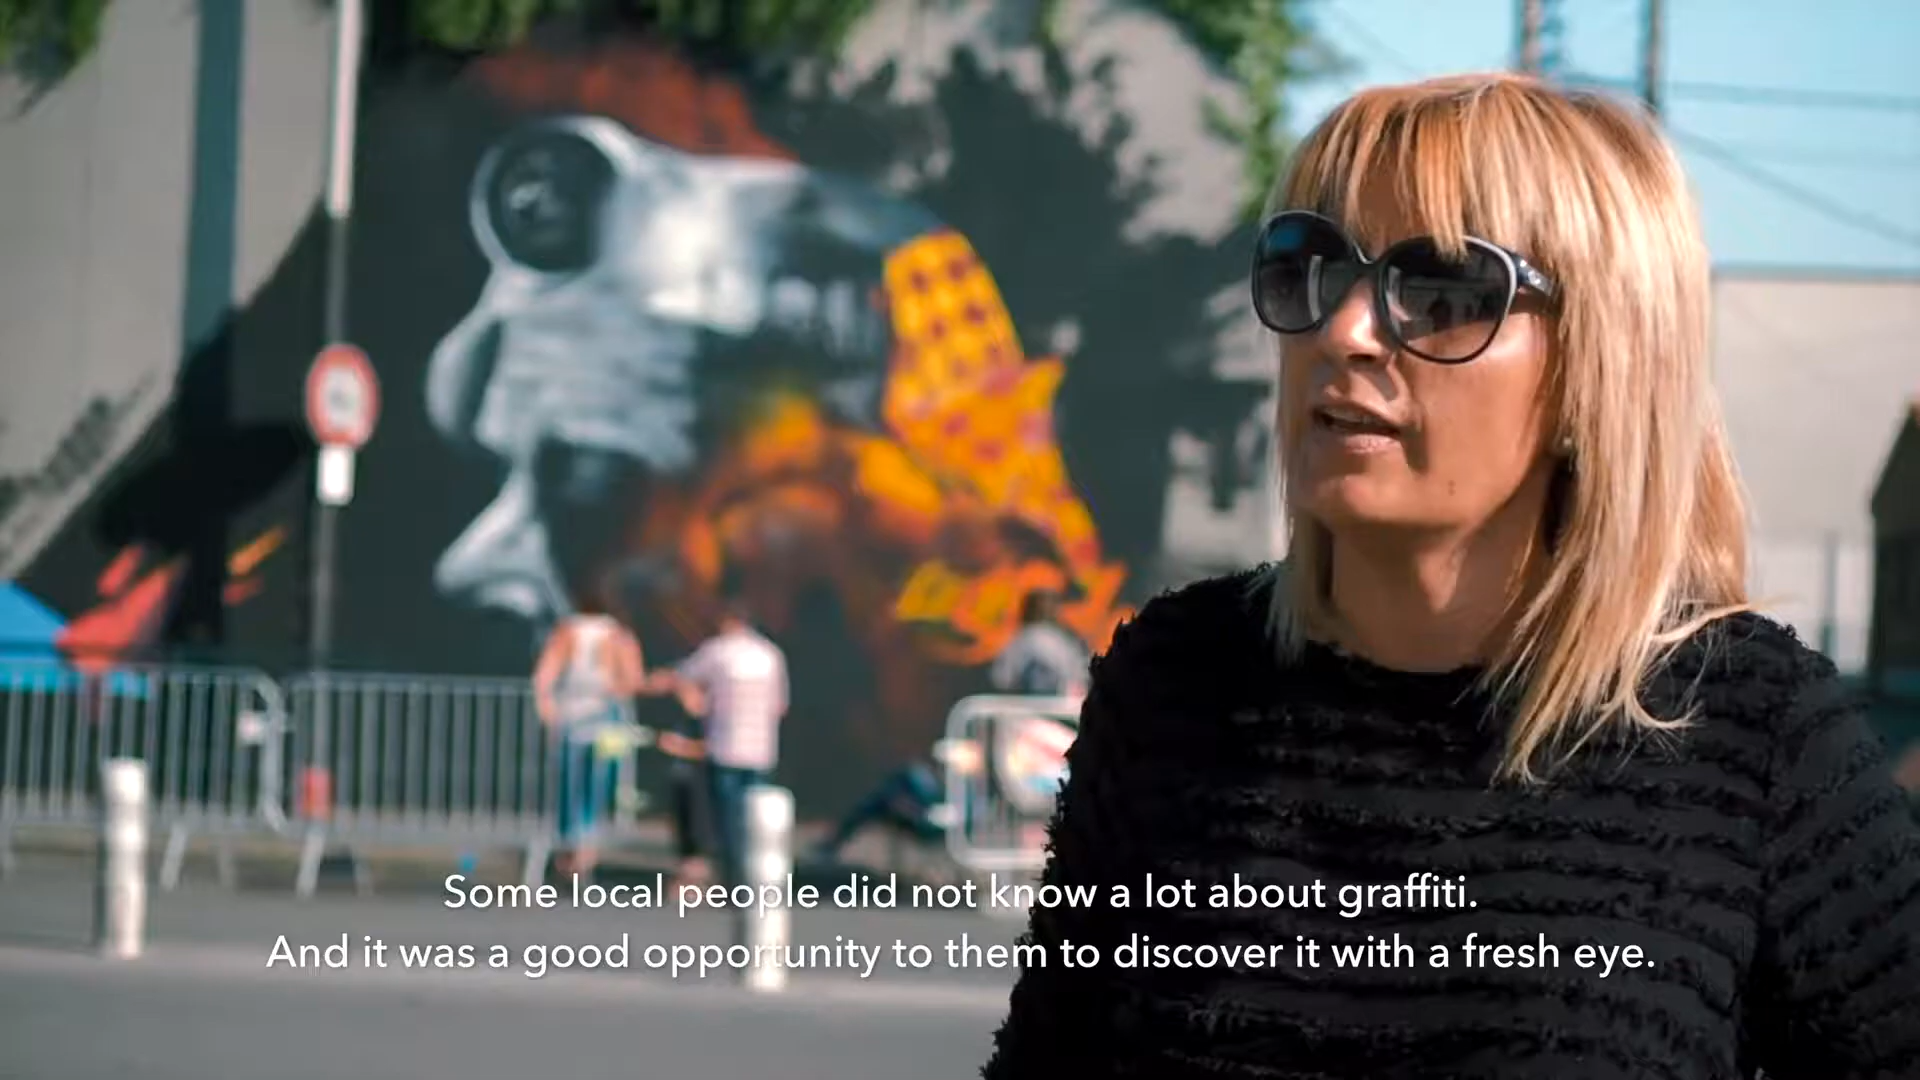 Some local people did not know a lot about graffiti.
And it was a good opportunity to them to discover it with a fresh eye.